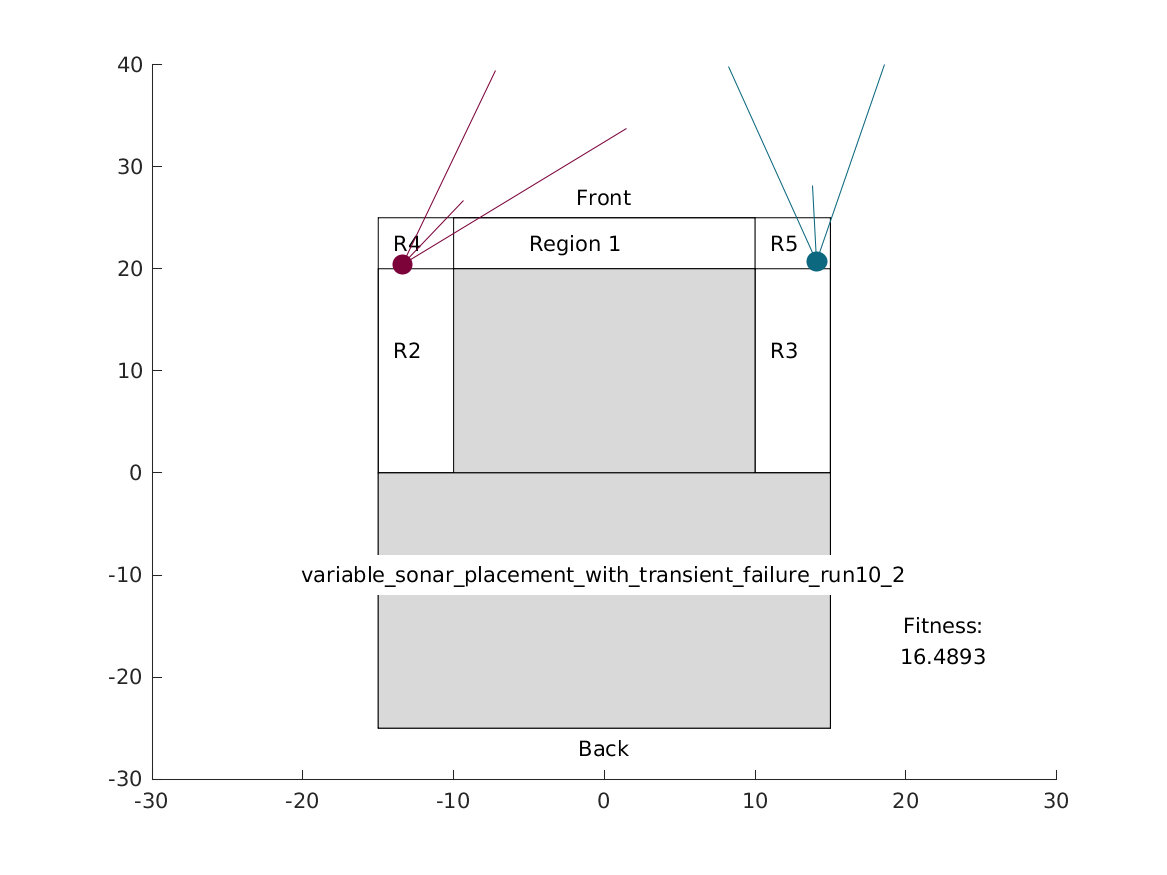 40
30
Front
R4
Region 1
R5
20
R2
R3
10
0
-10
variable_sonar_placement_with_transient_failure_run10_2
Fitness:
16.4893
-20
Back
-30
-30
-20
-10
0
10
20
30